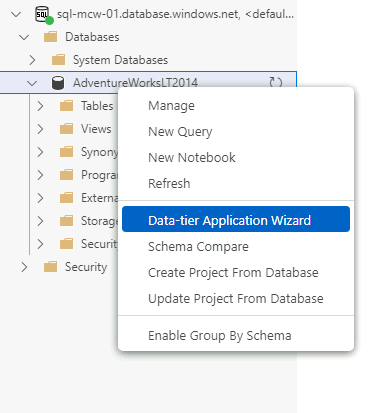 sql-mcw-01.database.windows.net, <defaul...
Databases
System Databases
AdventureWorksLT2014
Tables
Views
Synony
Progra
Externa
Storag
Securit
Security
Manage
New Query
New Notebook
Refresh
Data-tier Application Wizard
Schema Compare
Create Project From Database
Update Project From Database
Enable Group By Schema